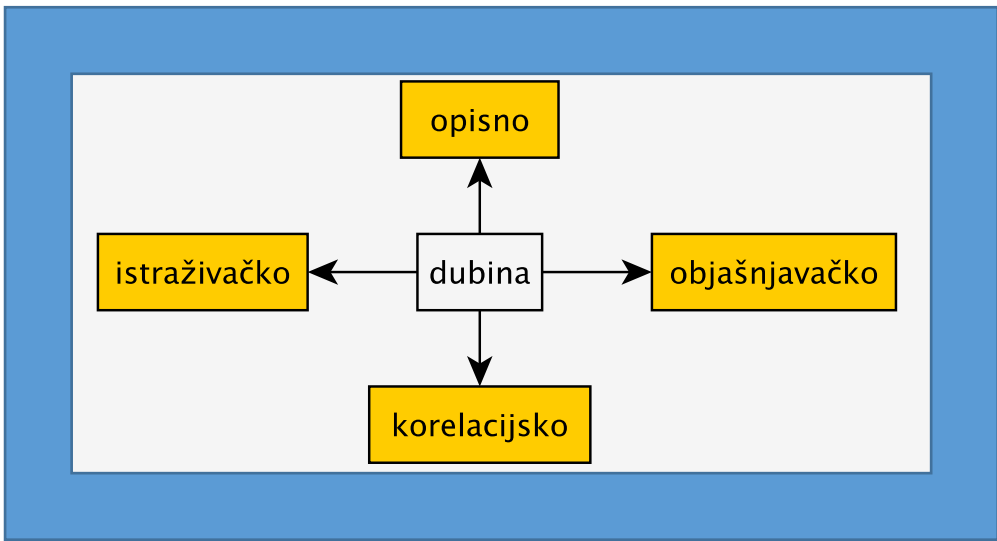 opisno
istraživačko
dubina
objašnjavačko
korelacijsko